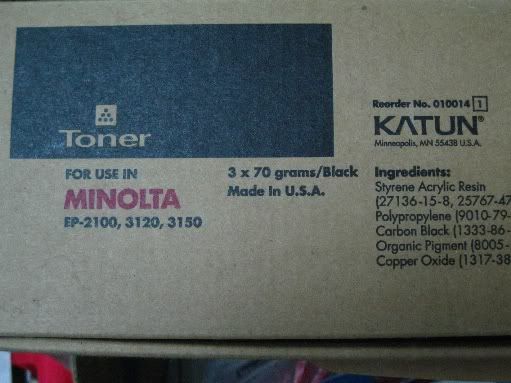 Toner
FOR USE IN
MINOLTA
EP-2100, 3120, 3150
3 x 70 grams/Black
Made in U.S.A.
Reorder No. 010014 1
KATUN®
Minneapolis, MN 55438 U.S.A.
Ingredients:
Styrene Acrylic Resin
(27136-15-8, 25767-47
Polypropylene (9010-79-
Carbon Black (1333-86-
Organic Pigment (8005-
Copper Oxide (1317-38